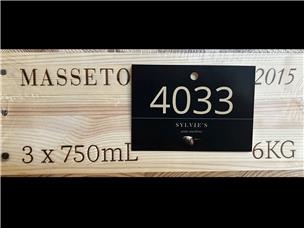 MASSETO 2015
4033
SYLVIE'S
3 x 750mL 6KG